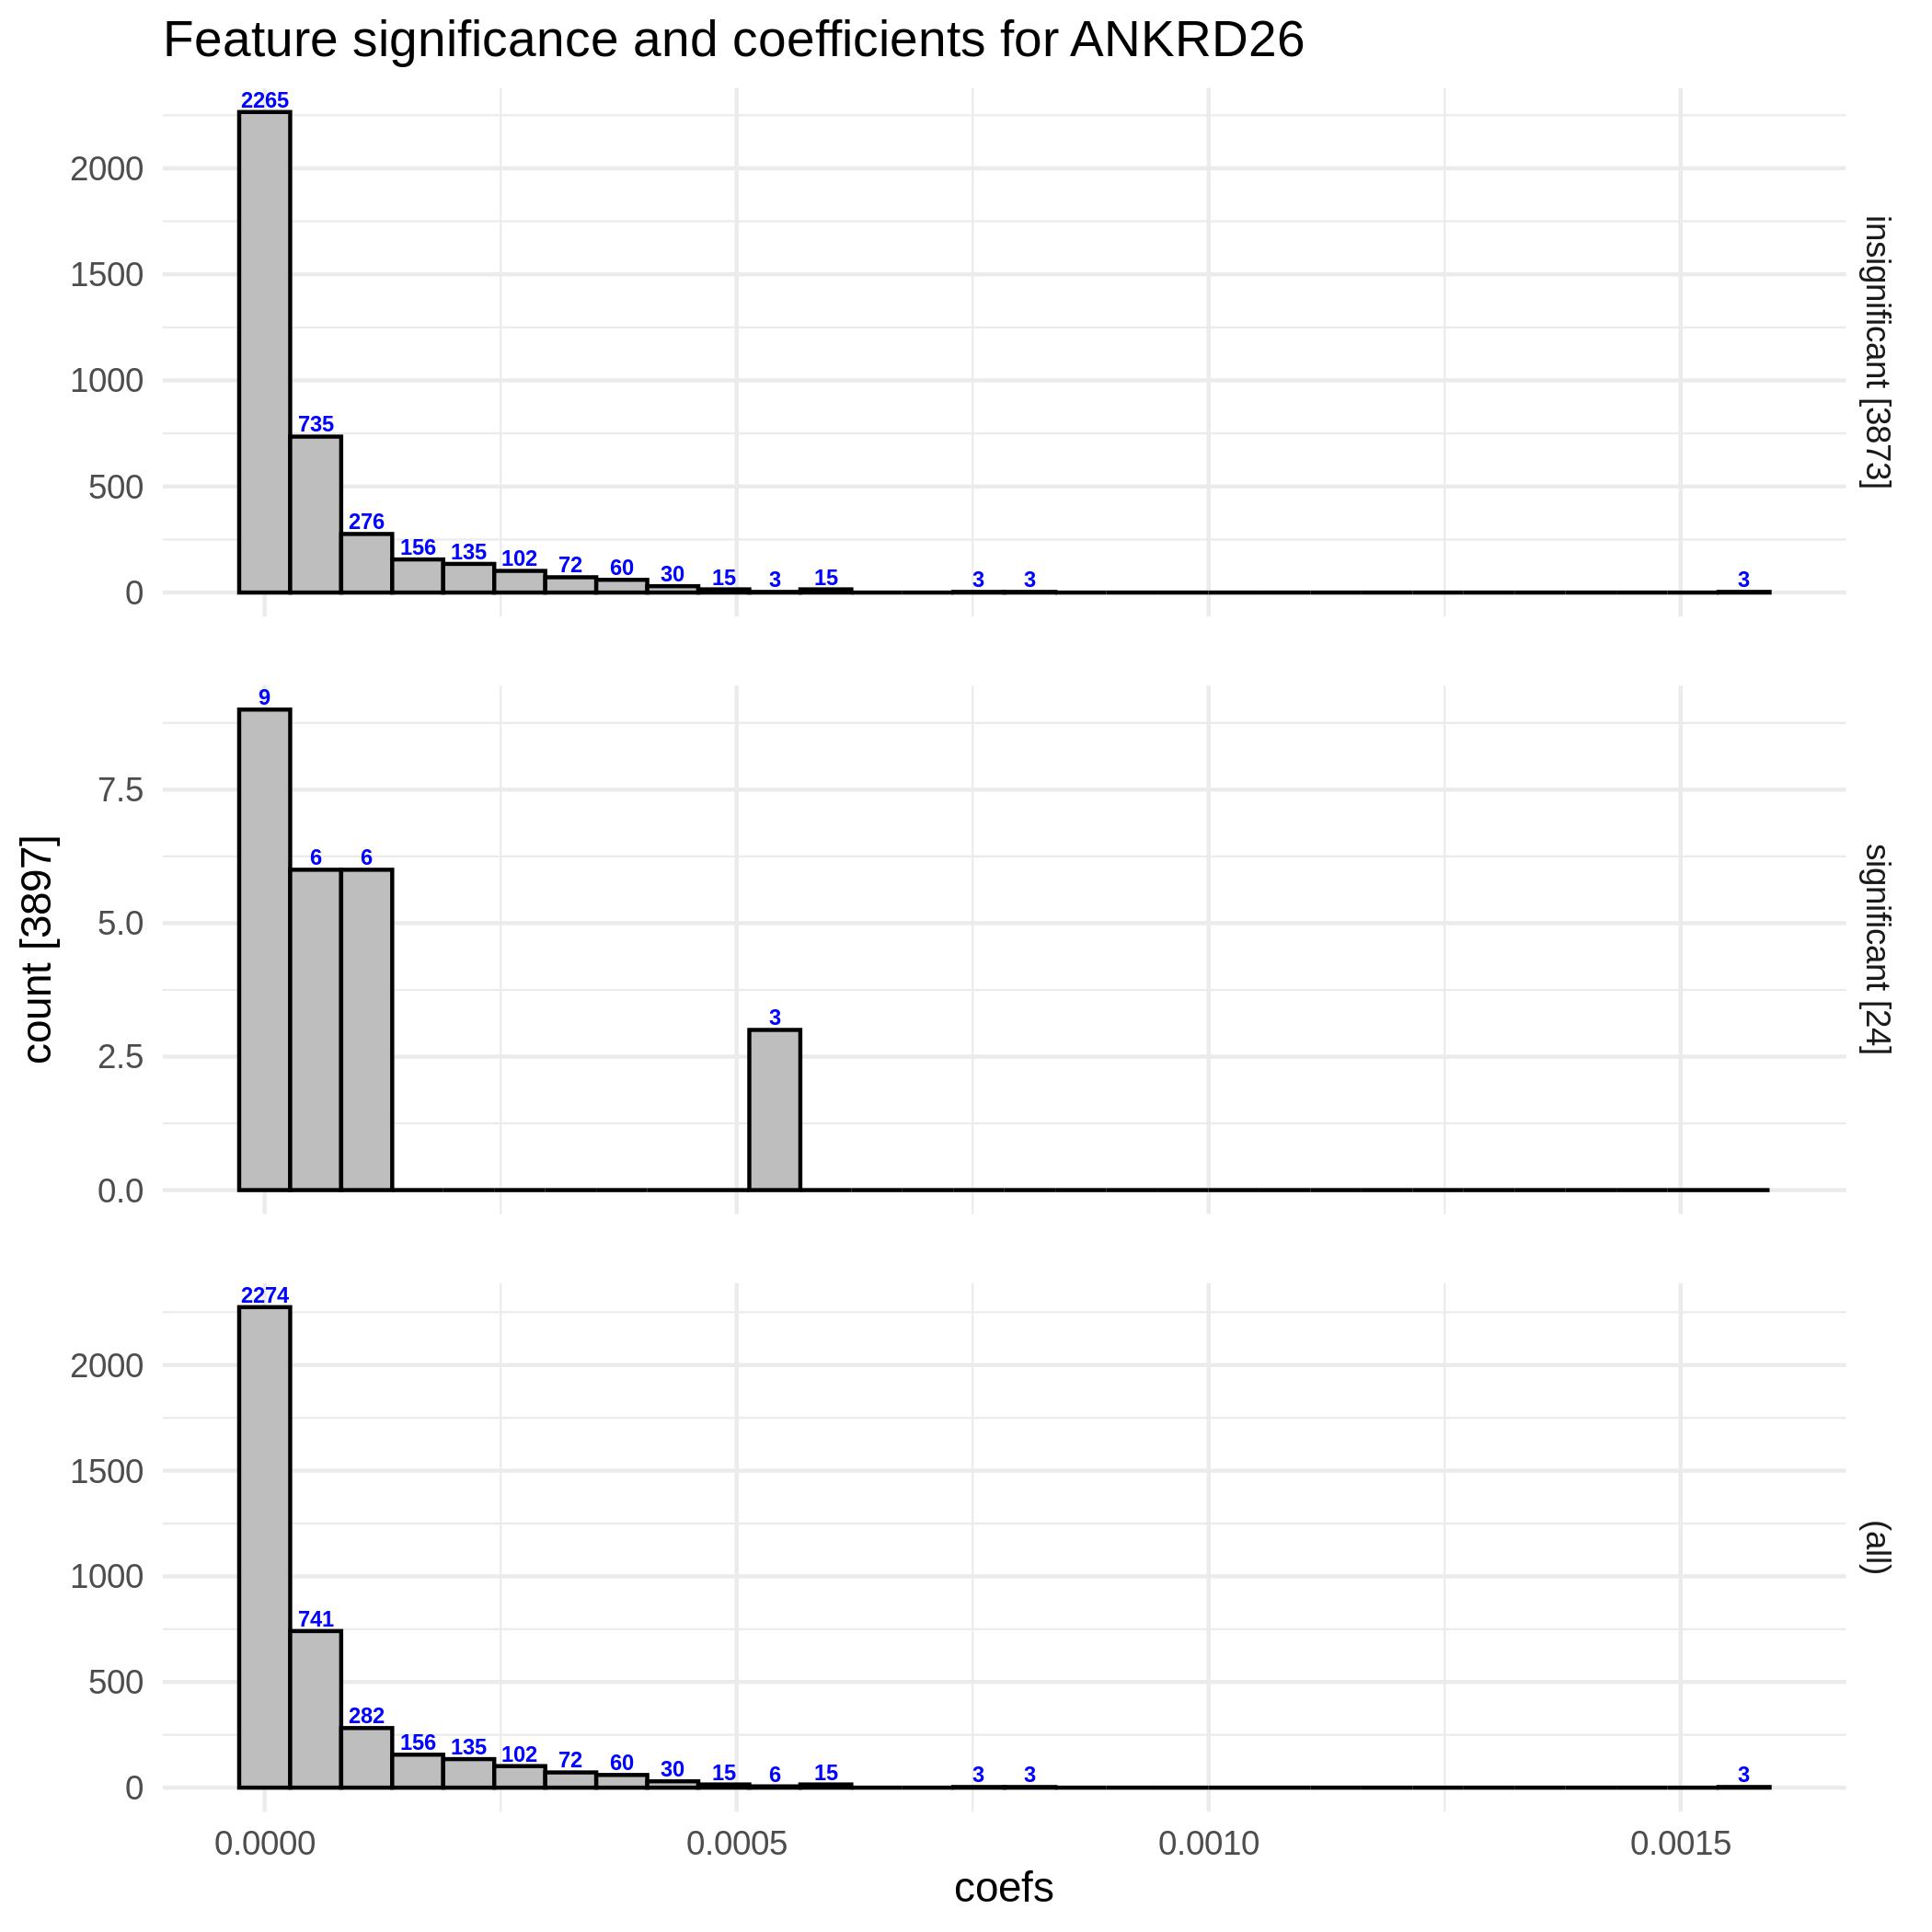 Feature significance and coefficients for ANKRD26
2265
735
276
156 135 102 72 60 30 15 3 15 3 3 3
2000
1500
1000
500
0
insignificant [3873]
9
6 6
3
7.5
5.0
2.5
0.0
count [3897]
significant [24]
2274
741
282
156 135 102 72 60 30 15 6 15 3 3 3
2000
1500
1000
500
0
(all)
0.0000 0.0005 0.0010 0.0015
coefs